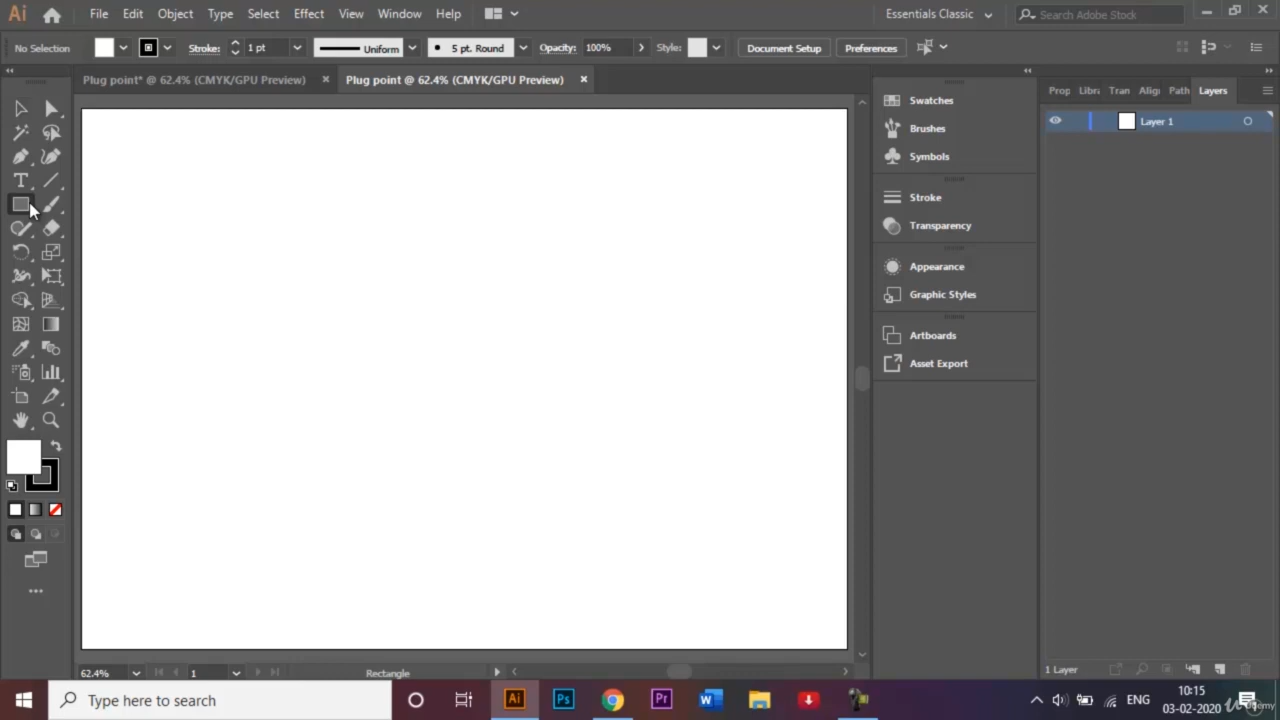 Ai File Edit Object Type Select Effect View Window Help Essentials Classic Search Adobe Stock
No Selection Stroke: 1 pt Uniform 5 pt. Round Opacity: 100% Style: Document Setup Preferences
Plug point* @ 62.4% (CMYK/GPU Preview) Plug point @ 62.4% (CMYK/GPU Preview)
Prop Libra Tran Align Path Layers
Swatches
Layer 1
Brushes
Symbols
Stroke
Transparency
Appearance
Graphic Styles
Artboards
Asset Export
62.4% 1 Rectangle 1 Layer
Type here to search Ai Ps Pr W ENG 10:15
03-02-2020
Udemy